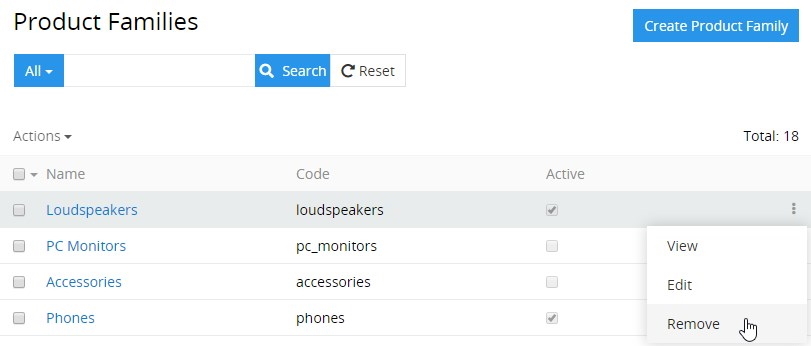 Product Families
Create Product Family
All Search Reset
Actions Total: 18
Name Code Active
Loudspeakers loudspeakers
PC Monitors pc_monitors View
Accessories accessories Edit
Phones phones Remove